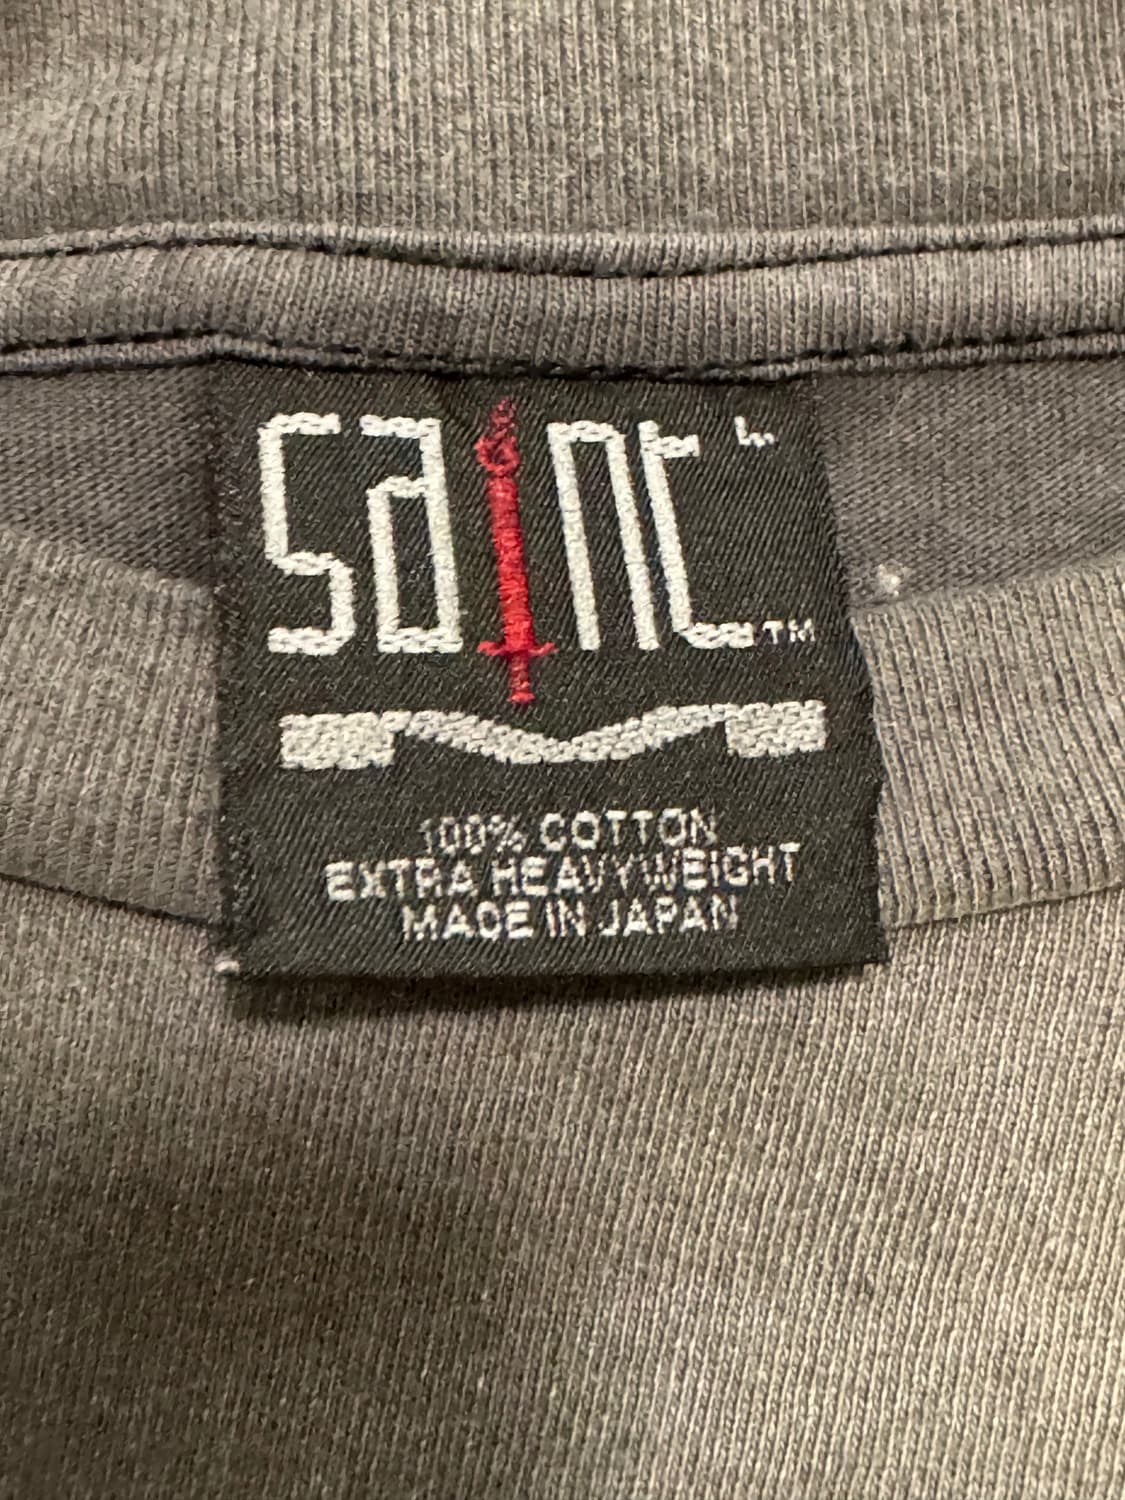 saint L
TM
100% COTTON
EXTRA HEAVYWEIGHT
MADE IN JAPAN